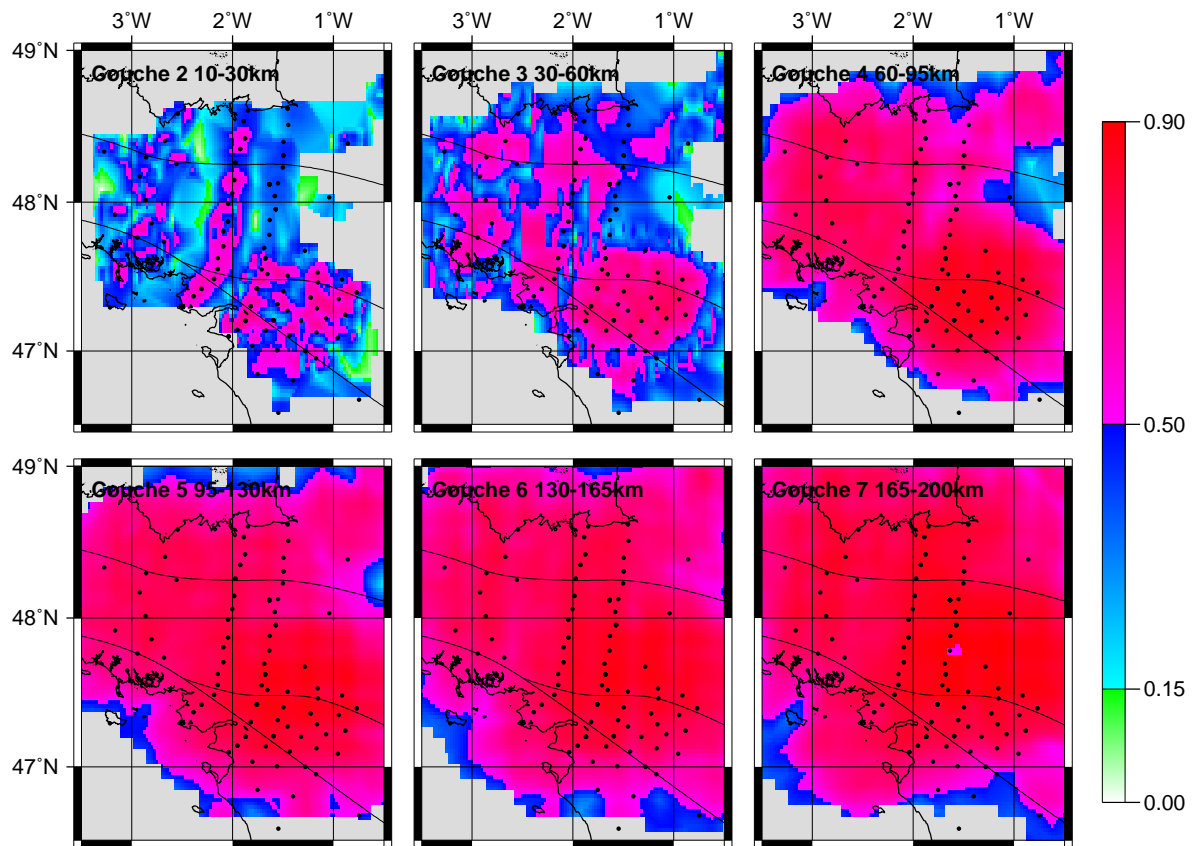 3˚W 2˚W 1˚W 3˚W 2˚W 1˚W 3˚W 2˚W 1˚W
49˚N
Couche 2 10-30km Couche 3 30-60km Couche 4 60-95km
0.90
48˚N
47˚N
0.50
49˚N
Couche 5 95-130km Couche 6 130-165km Couche 7 165-200km
48˚N
0.15
47˚N
0.00